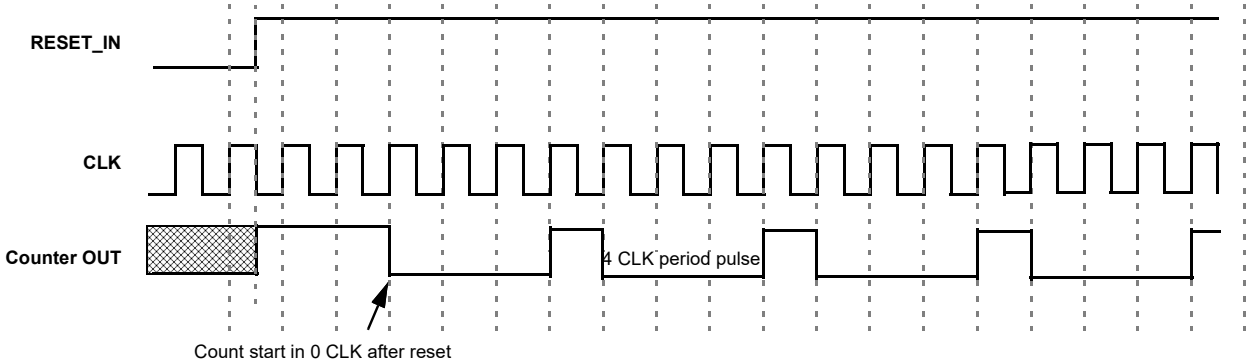 RESET_IN
CLK
Counter OUT
4 CLK period pulse
Count start in 0 CLK after reset